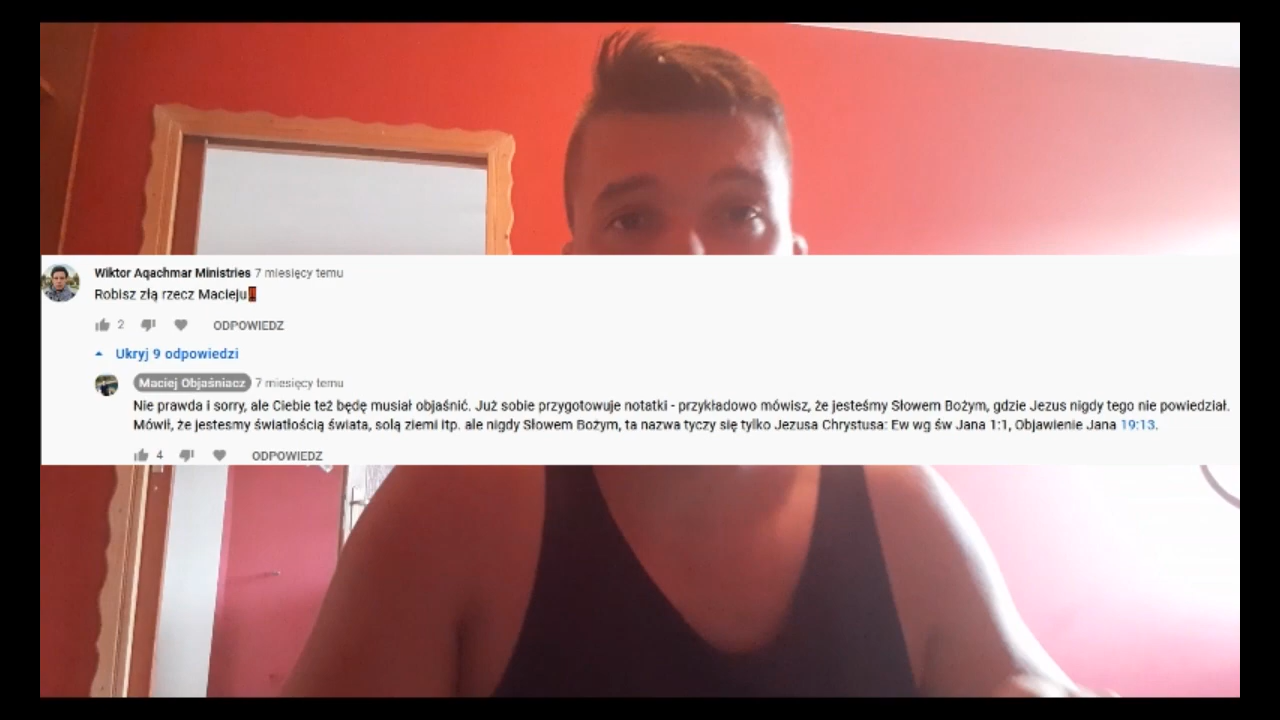 Wiktor Aqachmar Ministries 7 miesięcy temu
Robisz złą rzecz Macieju‼
2 ODPOWIEDZ
Ukryj 9 odpowiedzi
Maciej Objaśniacz 7 miesięcy temu
Nie prawda i sorry, ale Ciebie też będę musiał objaśnić. Już sobie przygotowuje notatki - przykładowo mówisz, że jesteśmy Słowem Bożym, gdzie Jezus nigdy tego nie powiedział.
Mówił, że jestesmy światłością świata, solą ziemi itp. ale nigdy Słowem Bożym, ta nazwa tyczy się tylko Jezusa Chrystusa: Ew wg św Jana 1:1, Objawienie Jana 19:13.
4 ODPOWIEDZ